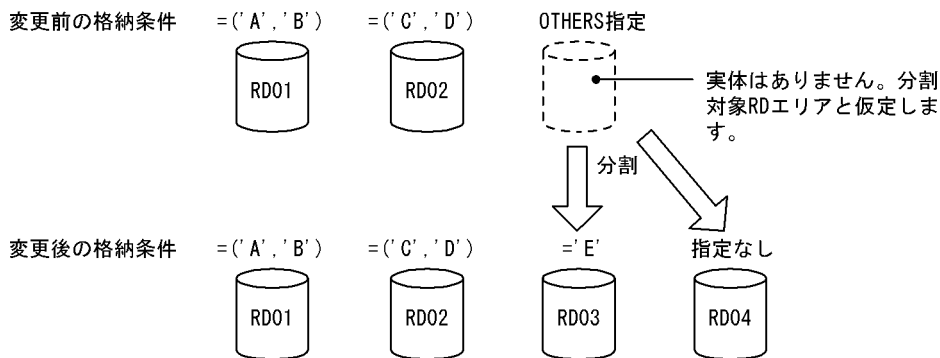 変更前の格納条件 =('A','B') =('C','D') OTHERS指定
RD01 RD02
実体はありません。分割
対象RDエリアと仮定しま
す。
分割
変更後の格納条件 =('A','B') =('C','D') ='E' 指定なし
RD01 RD02 RD03 RD04